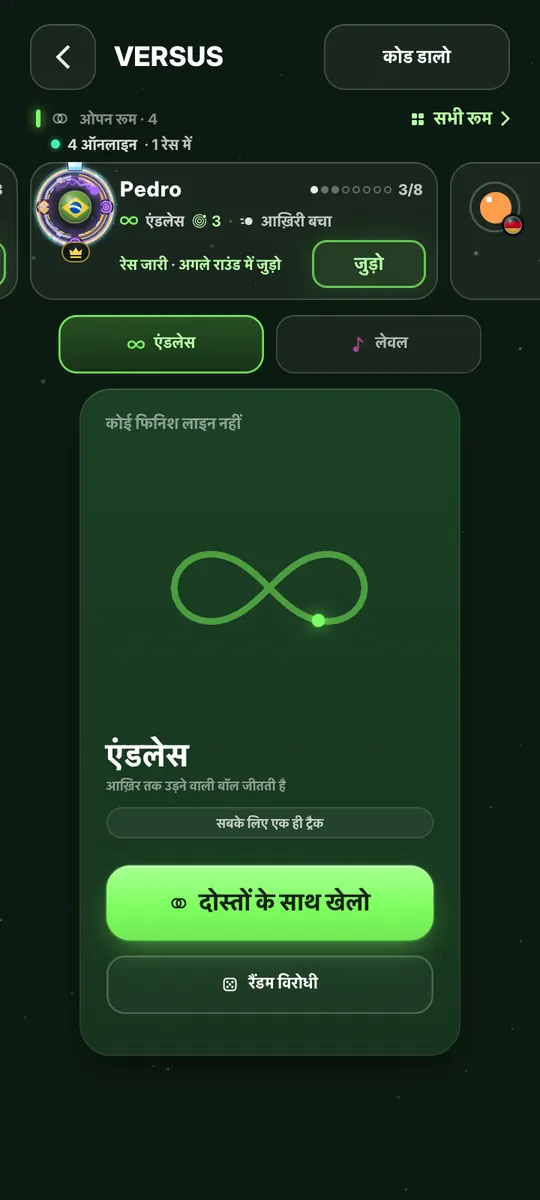 VERSUS
कोड डालो
ओपन रूम · 4
सभी रूम
4 ऑनलाइन · 1 रेस में
Pedro
3/8
एंडलेस 3 · आख़िरी बचा
रेस जारी · अगले राउंड में जुड़ो
जुड़ो
एंडलेस
लेवल
कोई फिनिश लाइन नहीं
एंडलेस
आख़िर तक उड़ने वाली बॉल जीतती है
सबके लिए एक ही ट्रैक
दोस्तों के साथ खेलो
रैंडम विरोधी